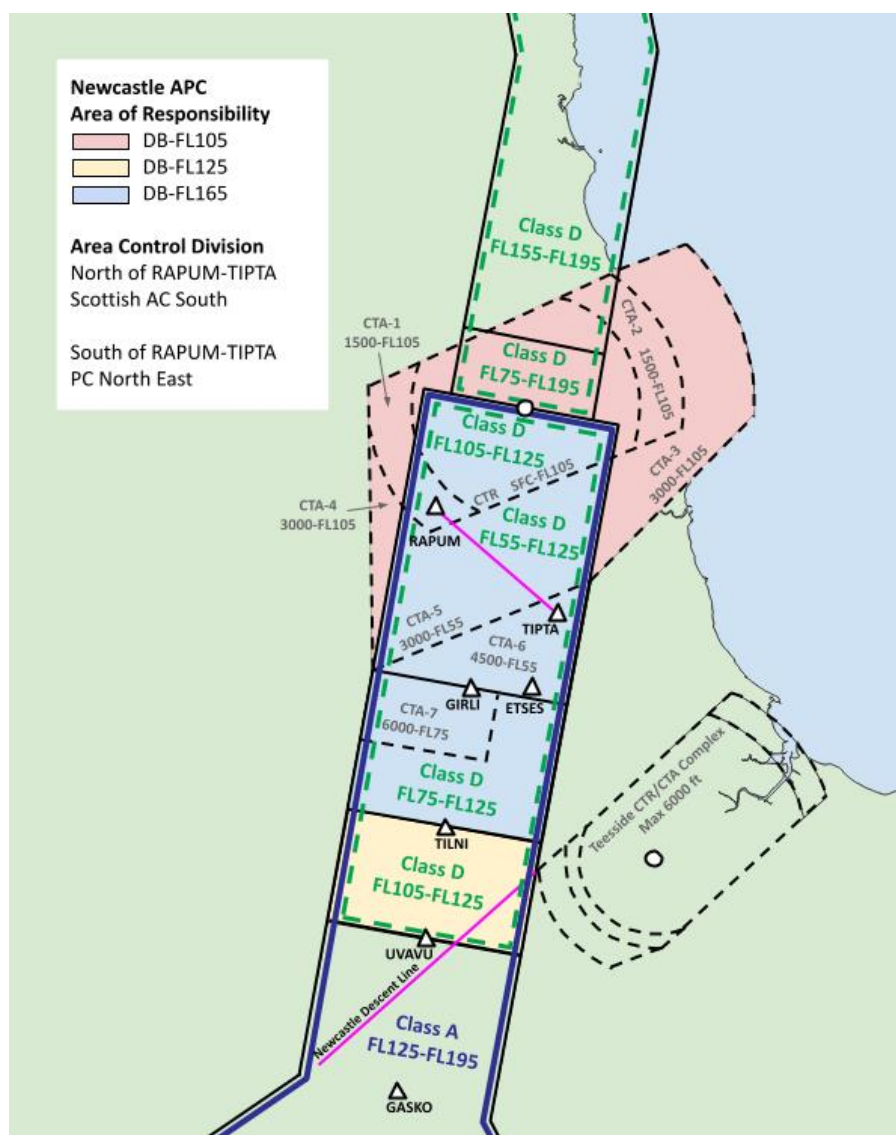 Newcastle APC
Area of Responsibility
DB-FL105
DB-FL125
DB-FL165
Area Control Division
North of RAPUM-TIPTA
Scottish AC South
South of RAPUM-TIPTA
PC North East
Class D
FL155-FL195
CTA-1
1500-FL105
CTA-2
1500-FL105
Class D
FL75-FL195
Class D
FL105-FL125
CTR SFC-FL105
CTA-3
3000-FL105
CTA-4
3000-FL105
RAPUM
Class D
FL55-FL125
TIPTA
CTA-5
3000-FL55
CTA-6
4500-FL55
GIRLI
ETSES
CTA-7
6000-FL75
Class D
FL75-FL125
TILNI
Teesside CTR/CTA Complex
Max 6000 ft
Class D
FL105-FL125
UVAVU
Newcastle Descent Line
Class A
FL125-FL195
GASKO